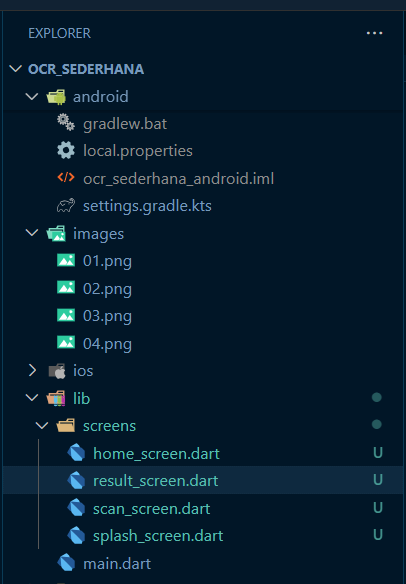 EXPLORER
OCR_SEDERHANA
android
gradlew.bat
local.properties
ocr_sederhana_android.iml
settings.gradle.kts
images
01.png
02.png
03.png
04.png
ios
lib
screens
home_screen.dart U
result_screen.dart U
scan_screen.dart U
splash_screen.dart U
main.dart